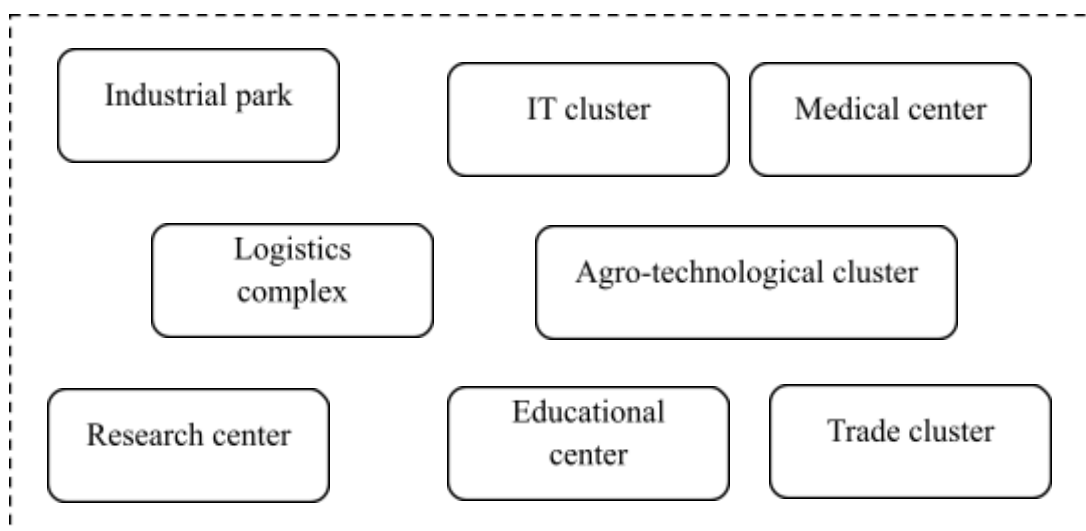 Industrial park
IT cluster
Medical center
Logistics
complex
Agro-technological cluster
Research center
Educational
center
Trade cluster